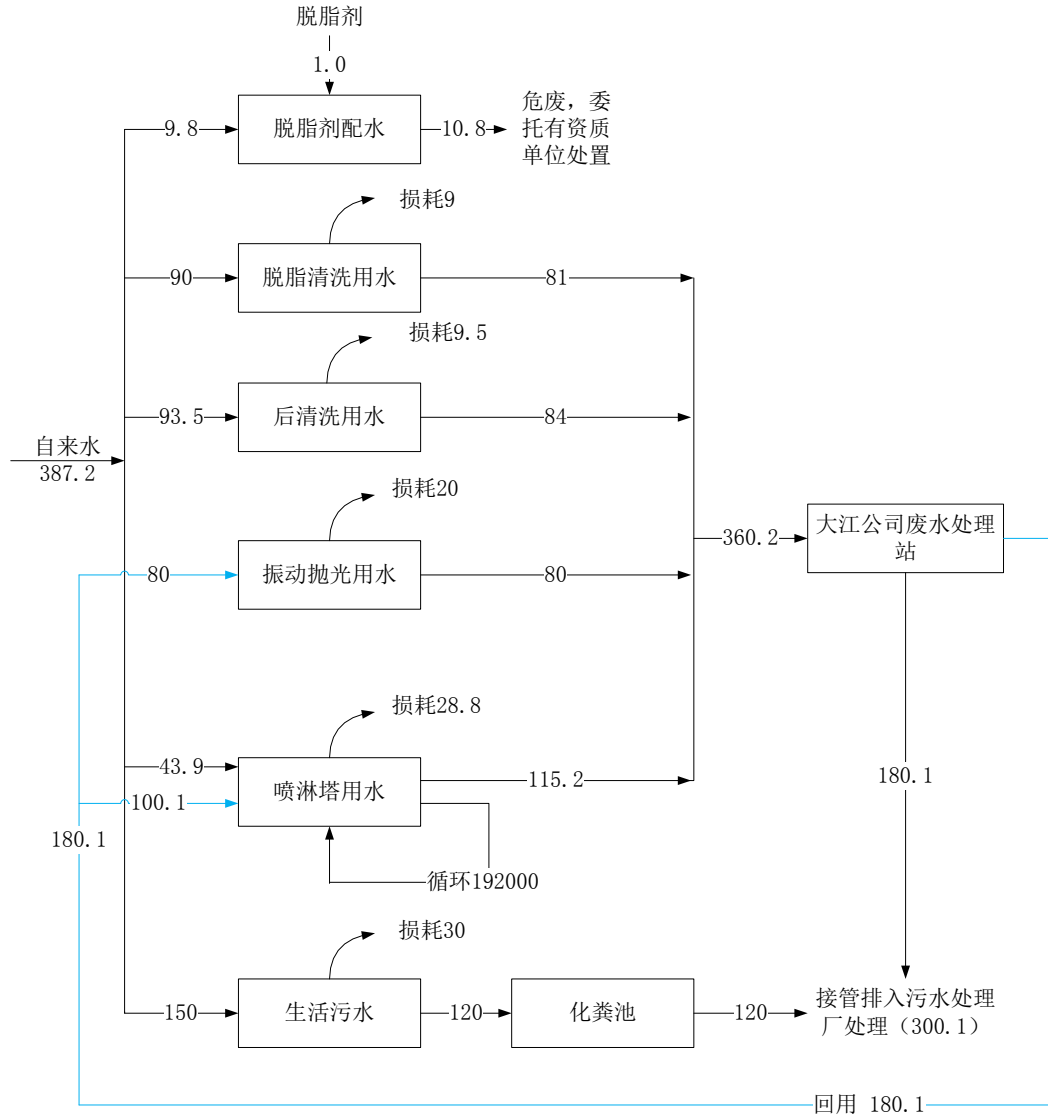 脱脂剂
1.0
9.8
脱脂剂配水
10.8
危废，委
托有资质
单位处置
损耗9
90
脱脂清洗用水
81
损耗9.5
93.5
后清洗用水
84
自来水
387.2
损耗20
80
振动抛光用水
80
360.2
大江公司废水处理
站
损耗28.8
43.9
喷淋塔用水
115.2
100.1
180.1
180.1
循环192000
损耗30
150
生活污水
120
化粪池
120
接管排入污水处理
厂处理（300.1）
回用 180.1